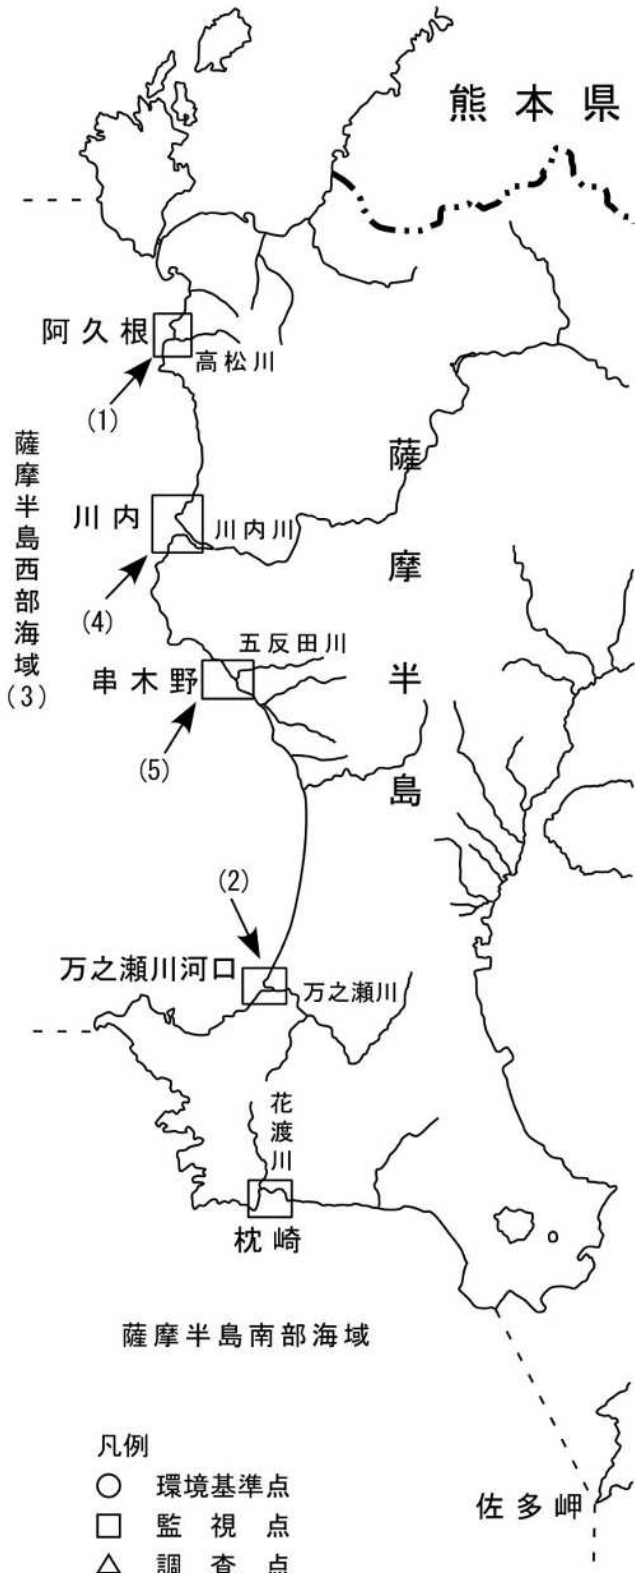 熊本県
阿久根
高松川
(1)
薩摩半島西部海域
(3)
薩摩半島
川内
川内川
(4)
五反田川
串木野
(5)
(2)
万之瀬川河口
万之瀬川
花渡川
枕崎
薩摩半島南部海域
佐多岬
凡例
○ 環境基準点
□ 監視点
△ 調査点